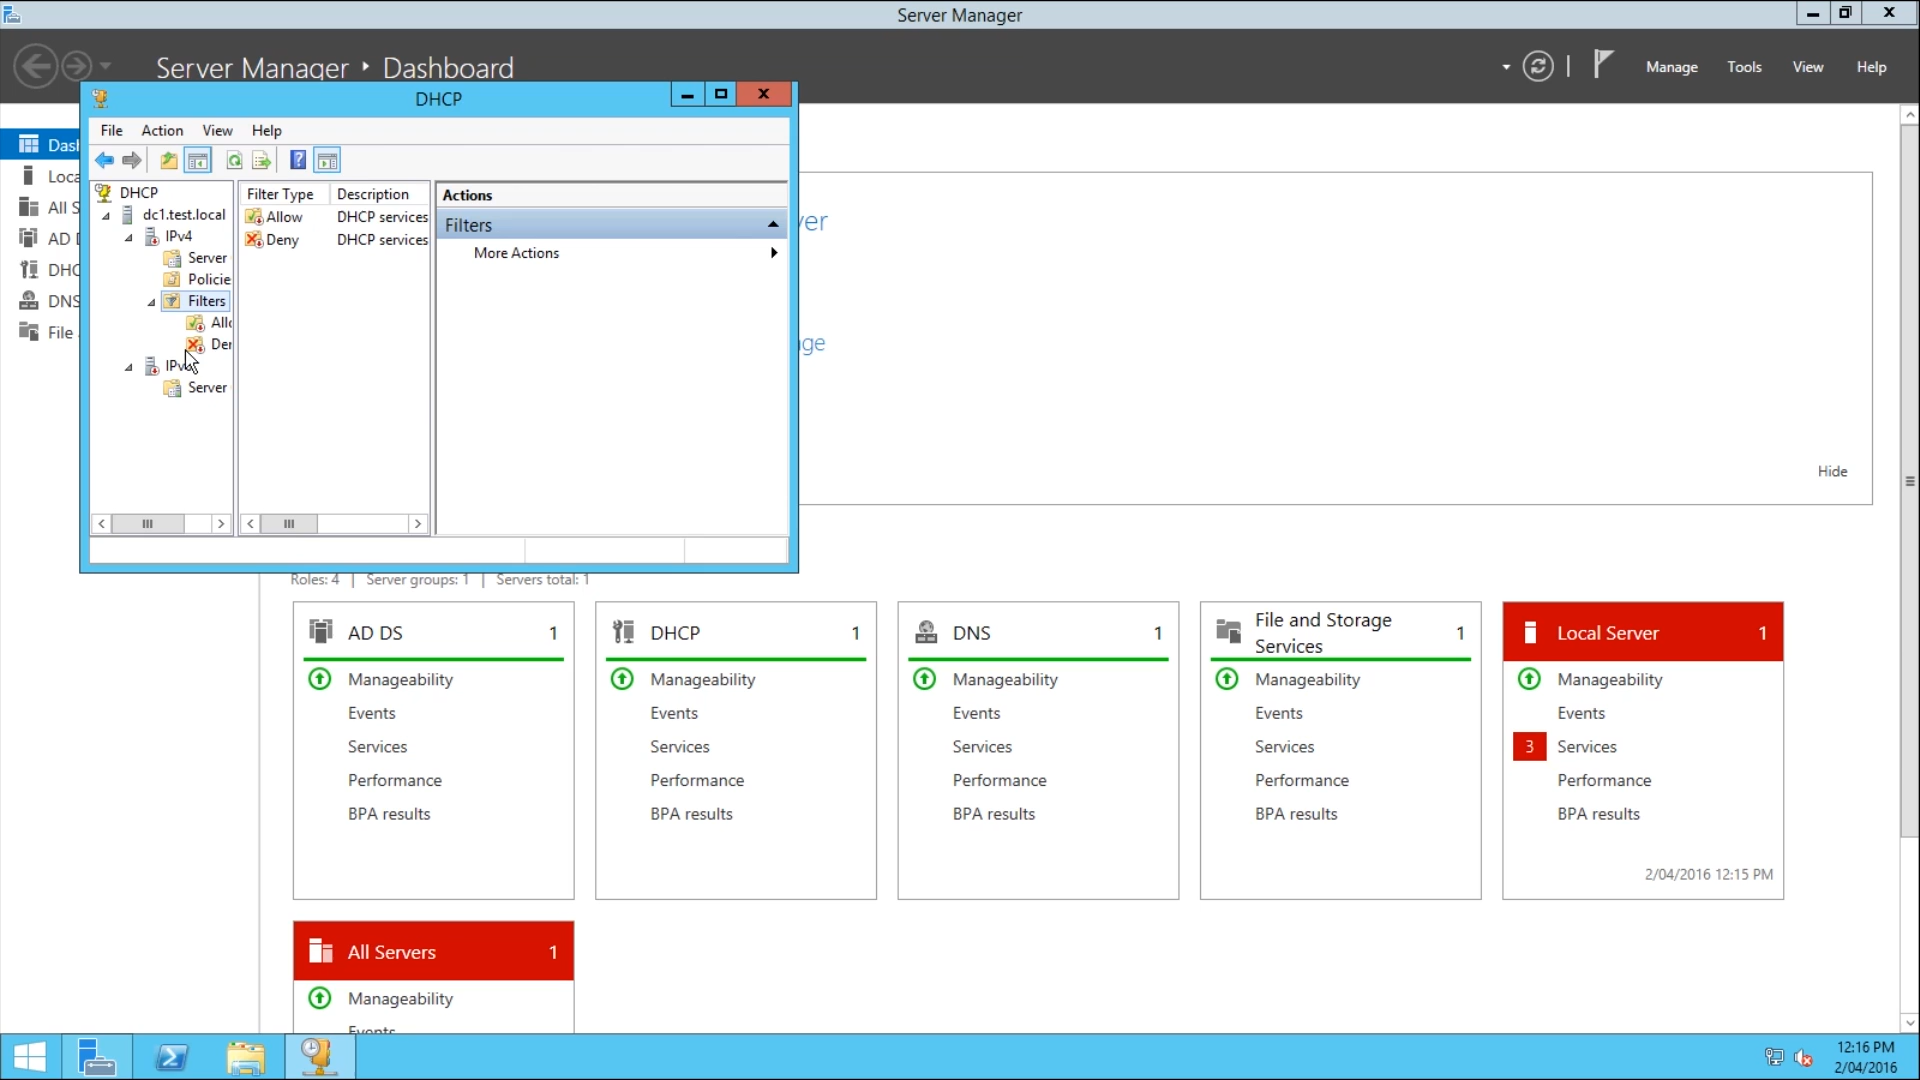 Server Manager
Server Manager • Dashboard
Manage Tools View Help
DHCP
File Action View Help
DHCP
dc1.test.local
IPv4
Server
Policie
Filters
Allo
Der
Server
Filter Type Description
Allow DHCP services
Deny DHCP services
Actions
Filters
More Actions
Dash
Loca
All S
AD
DHC
DNS
File
ver
age
Hide
Roles: 4 | Server groups: 1 | Servers total: 1
AD DS 1
Manageability
Events
Services
Performance
BPA results
DHCP 1
Manageability
Events
Services
Performance
BPA results
DNS 1
Manageability
Events
Services
Performance
BPA results
File and Storage
Services 1
Manageability
Events
Services
Performance
BPA results
Local Server 1
Manageability
Events
3 Services
Performance
BPA results
2/04/2016 12:15 PM
All Servers 1
Manageability
Events
12:16 PM
2/04/2016